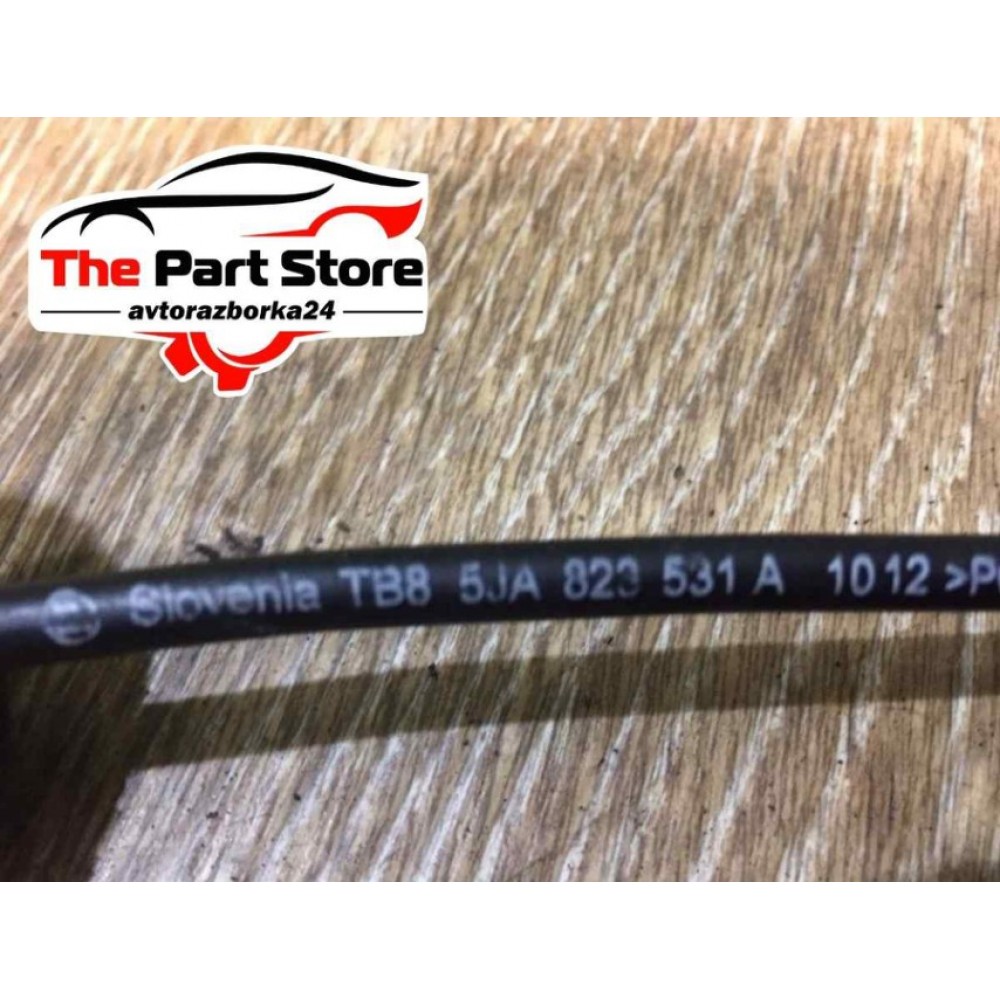 The Part Store
avtorazborka24
Slovenia TB8 5JA 823 531 A 10 12 >P